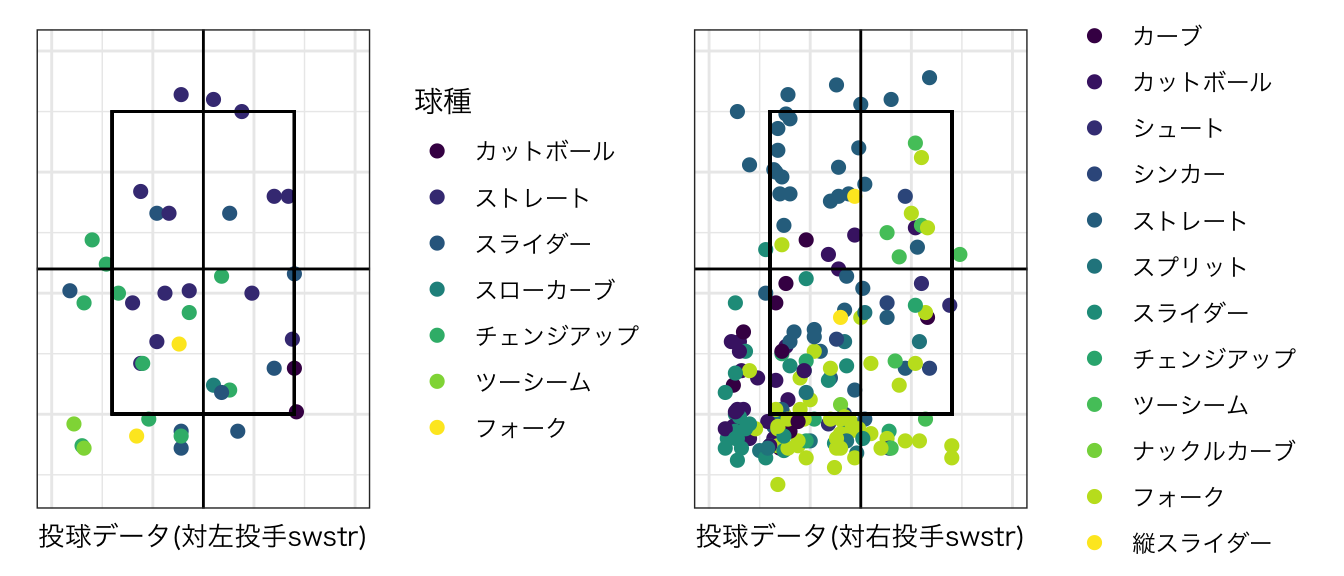 球種
カットボール
ストレート
スライダー
スローカーブ
チェンジアップ
ツーシーム
フォーク
投球データ(対左投手swstr)
カーブ
カットボール
シュート
シンカー
ストレート
スプリット
スライダー
チェンジアップ
ツーシーム
ナックルカーブ
フォーク
縦スライダー
投球データ(対右投手swstr)